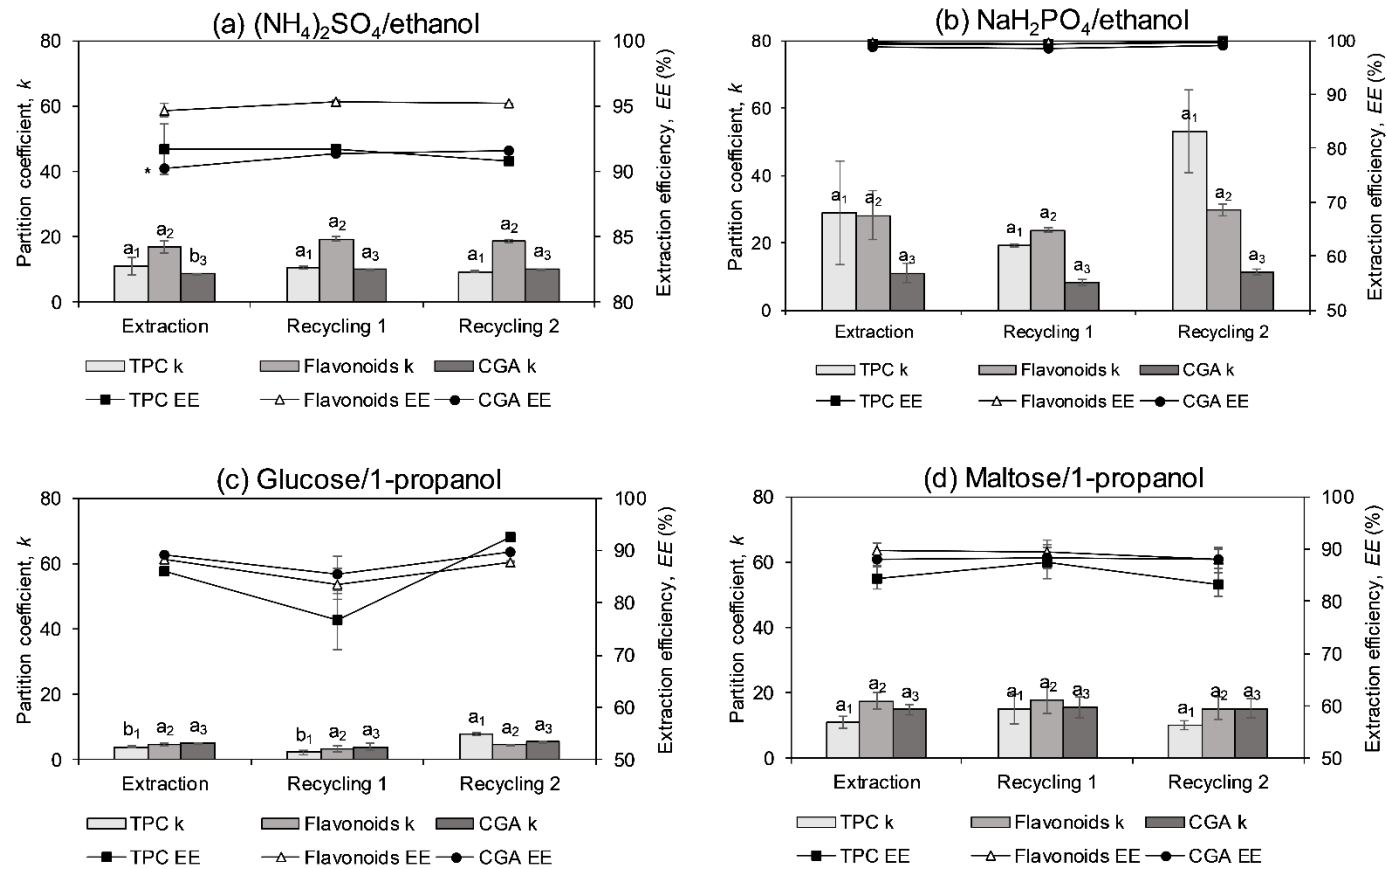 (a) (NH₄)₂SO₄/ethanol
80
60
40
20
0
Partition coefficient, k
100
95
90
85
80
Extraction efficiency, EE (%)
*
a₁ a₂ b₃ a₁ a₂ a₃ a₁ a₂ a₃
Extraction Recycling 1 Recycling 2
TPC k Flavonoids k CGA k
TPC EE Flavonoids EE CGA EE
(b) NaH₂PO₄/ethanol
80
60
40
20
0
Partition coefficient, k
100
90
80
70
60
50
Extraction efficiency, EE (%)
a₁ a₂ a₃ a₁ a₂ a₃ a₁ a₂ a₃
Extraction Recycling 1 Recycling 2
TPC k Flavonoids k CGA k
TPC EE Flavonoids EE CGA EE
(c) Glucose/1-propanol
80
60
40
20
0
Partition coefficient, k
100
90
80
70
60
50
Extraction efficiency, EE (%)
b₁ a₂ a₃ b₁ a₂ a₃ a₁ a₂ a₃
Extraction Recycling 1 Recycling 2
TPC k Flavonoids k CGA k
TPC EE Flavonoids EE CGA EE
(d) Maltose/1-propanol
80
60
40
20
0
Partition coefficient, k
100
90
80
70
60
50
Extraction efficiency, EE (%)
a₁ a₂ a₃ a₁ a₂ a₃ a₁ a₂ a₃
Extraction Recycling 1 Recycling 2
TPC k Flavonoids k CGA k
TPC EE Flavonoids EE CGA EE